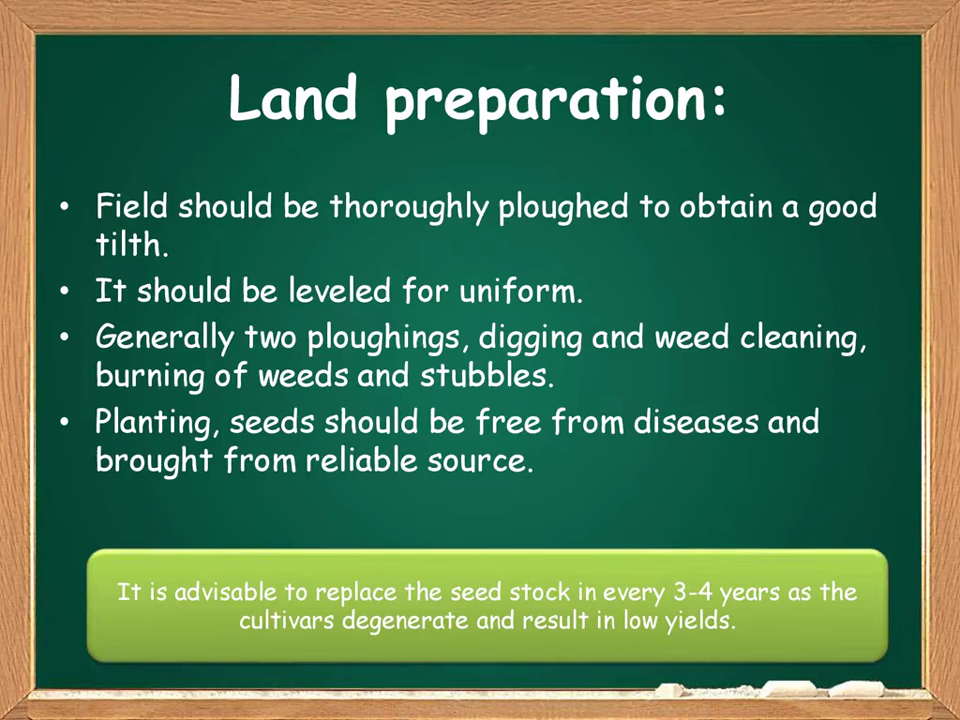 Land preparation:
• Field should be thoroughly ploughed to obtain a good
tilth.
• It should be leveled for uniform.
• Generally two ploughings, digging and weed cleaning,
burning of weeds and stubbles.
• Planting, seeds should be free from diseases and
brought from reliable source.
It is advisable to replace the seed stock in every 3-4 years as the
cultivars degenerate and result in low yields.